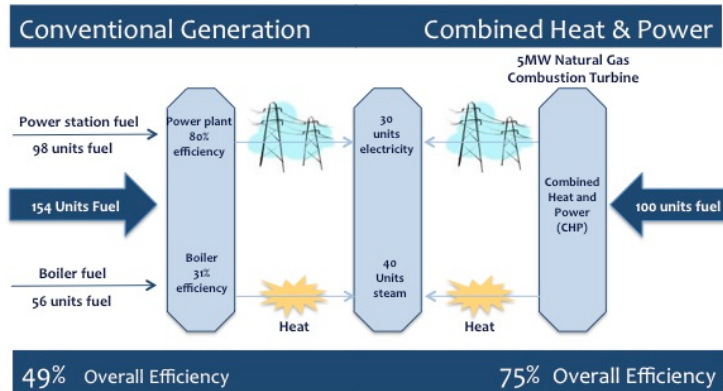 Conventional Generation
Combined Heat & Power
5MW Natural Gas
Combustion Turbine
Power station fuel
98 units fuel
Power plant
80%
efficiency
30
units
electricity
154 Units Fuel
Combined
Heat and
Power
(CHP)
100 units fuel
Boiler fuel
56 units fuel
Boiler
31%
efficiency
40
Units
steam
Heat
Heat
49% Overall Efficiency
75% Overall Efficiency